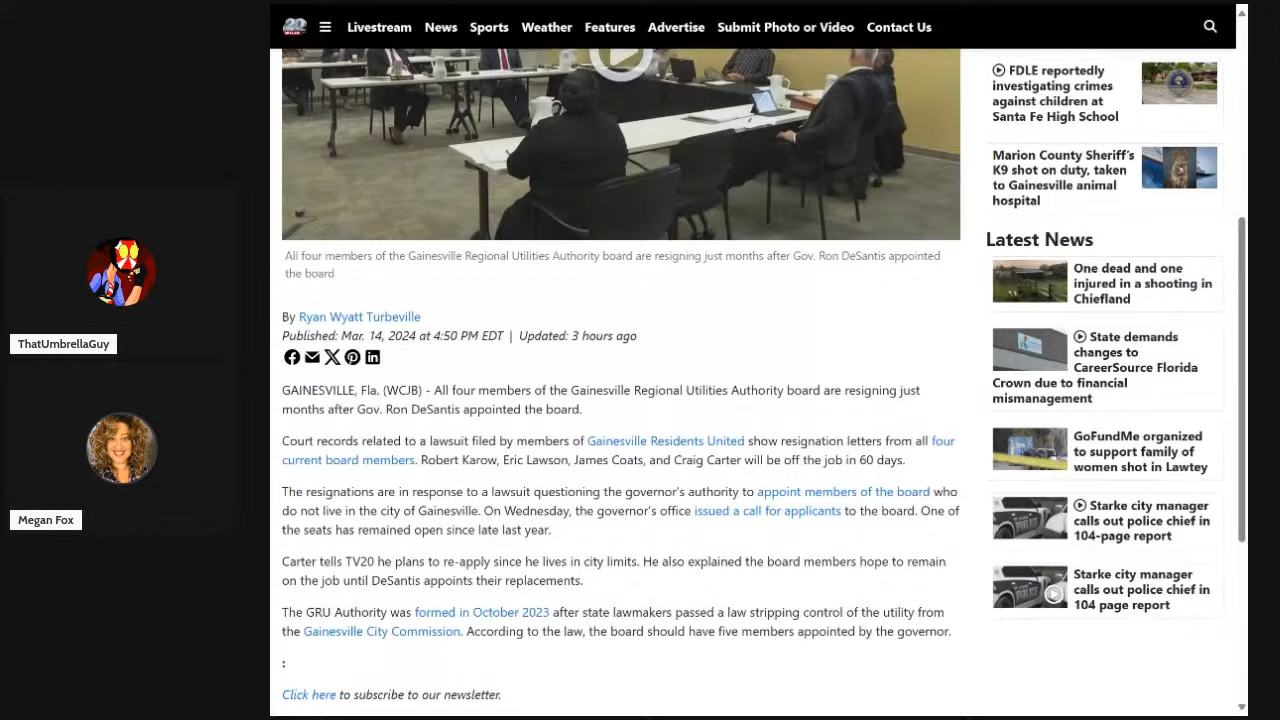 20
Livestream News Sports Weather Features Advertise Submit Photo or Video Contact Us
All four members of the Gainesville Regional Utilities Authority board are resigning just months after Gov. Ron DeSantis appointed
the board
By Ryan Wyatt Turbeville
Published: Mar. 14, 2024 at 4:50 PM EDT | Updated: 3 hours ago
GAINESVILLE, Fla. (WCJB) - All four members of the Gainesville Regional Utilities Authority board are resigning just
months after Gov. Ron DeSantis appointed the board.
Court records related to a lawsuit filed by members of Gainesville Residents United show resignation letters from all four
current board members. Robert Karow, Eric Lawson, James Coats, and Craig Carter will be off the job in 60 days.
The resignations are in response to a lawsuit questioning the governor's authority to appoint members of the board who
do not live in the city of Gainesville. On Wednesday, the governor's office issued a call for applicants to the board. One of
the seats has remained open since late last year.
Carter tells TV20 he plans to re-apply since he lives in city limits. He also explained the board members hope to remain
on the job until DeSantis appoints their replacements.
The GRU Authority was formed in October 2023 after state lawmakers passed a law stripping control of the utility from
the Gainesville City Commission. According to the law, the board should have five members appointed by the governor.
:
Click here to subscribe to our newsletter.
FDLE reportedly
investigating crimes
against children at
Santa Fe High School
Marion County Sheriff's
K9 shot on duty, taken
to Gainesville animal
hospital
Latest News
One dead and one
injured in a shooting in
Chiefland
State demands
changes to
CareerSource Florida
Crown due to financial
mismanagement
GoFundMe organized
to support family of
women shot in Lawtey
Starke city manager
calls out police chief in
104-page report
Starke city manager
calls out police chief in
104 page report
ThatUmbrellaGuy
Megan Fox